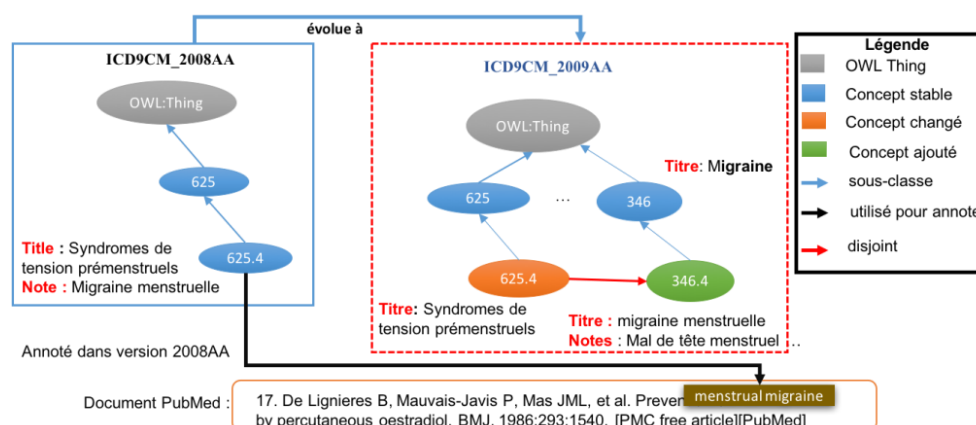 évolue à
ICD9CM_2008AA
OWL:Thing
625
625.4
Title : Syndromes de
tension prémenstruels
Note : Migraine menstruelle
ICD9CM_2009AA
OWL:Thing
Titre: Migraine
625
...
346
625.4
346.4
Titre: Syndromes de
tension prémenstruels
Titre : migraine menstruelle
Notes : Mal de tête menstruel ...
Légende
OWL Thing
Concept stable
Concept changé
Concept ajouté
sous-classe
utilisé pour annoté
disjoint
Annoté dans version 2008AA
Document PubMed :
17. De Lignieres B, Mauvais-Javis P, Mas JML, et al. Preven
menstrual migraine
by percutaneous oestradiol. BMJ. 1986;293:1540. [PMC free article][PubMed]